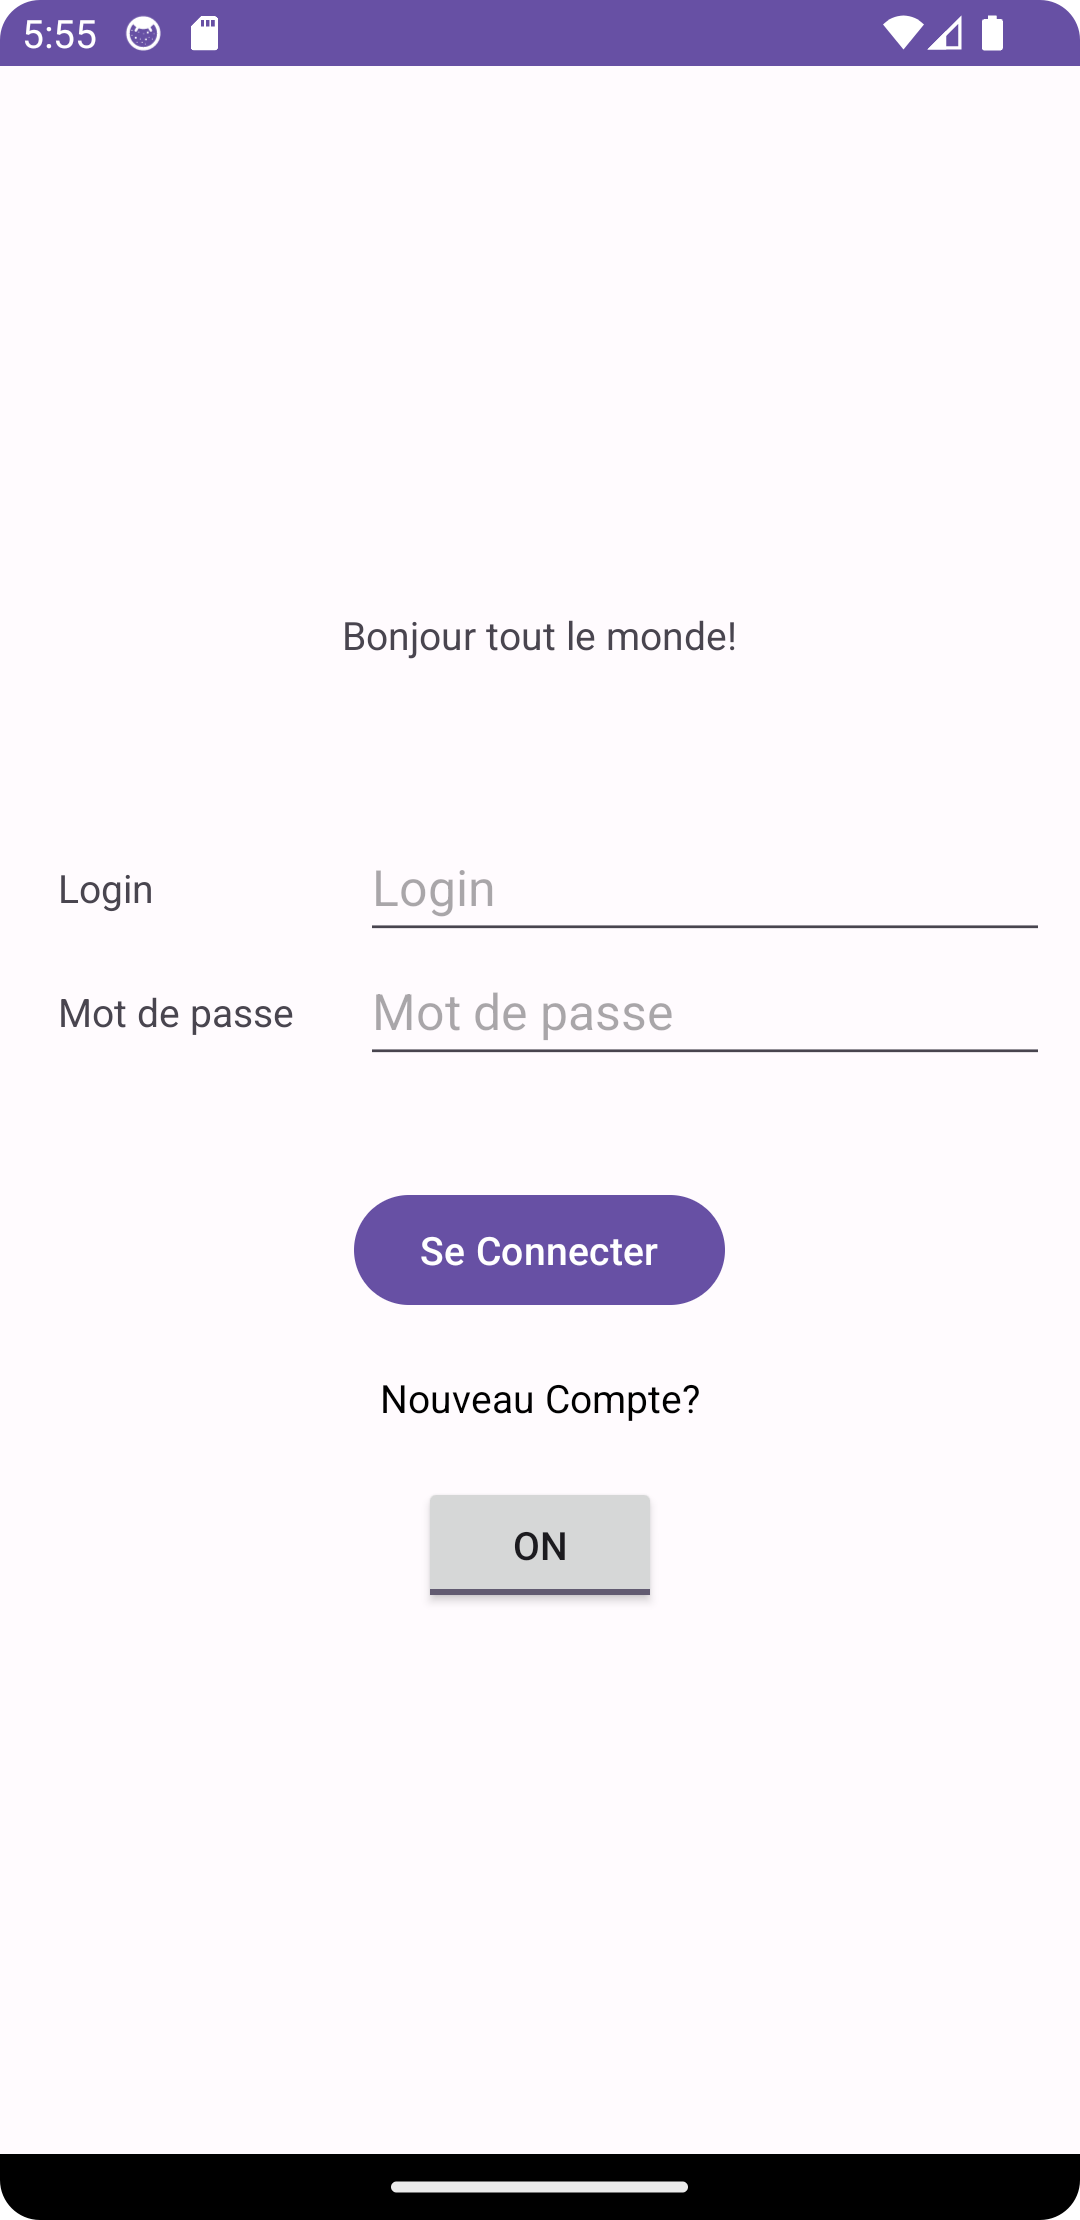 5:55
Bonjour tout le monde!
Login Login
Mot de passe Mot de passe
Se Connecter
Nouveau Compte?
ON